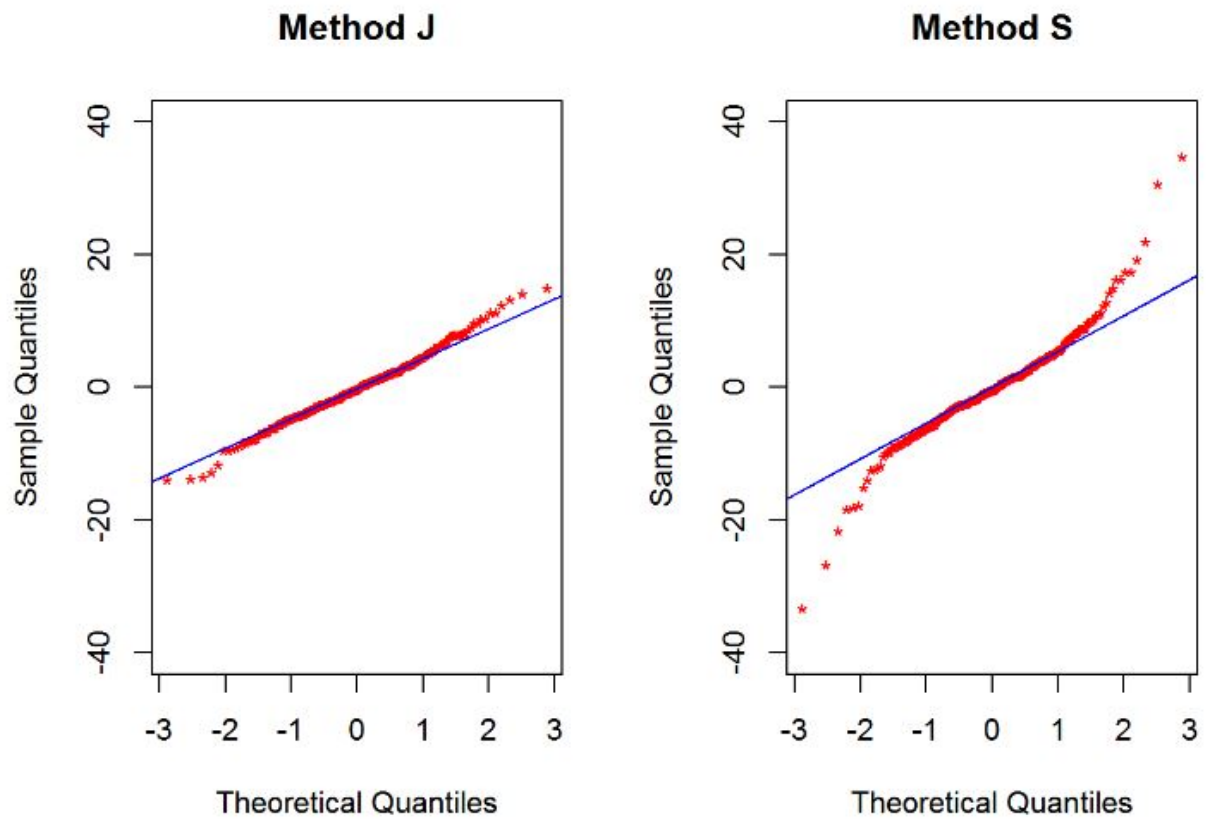 Method J
Sample Quantiles
40
20
0
-20
-40
-3 -2 -1 0 1 2 3
Theoretical Quantiles
Method S
Sample Quantiles
40
20
0
-20
-40
-3 -2 -1 0 1 2 3
Theoretical Quantiles